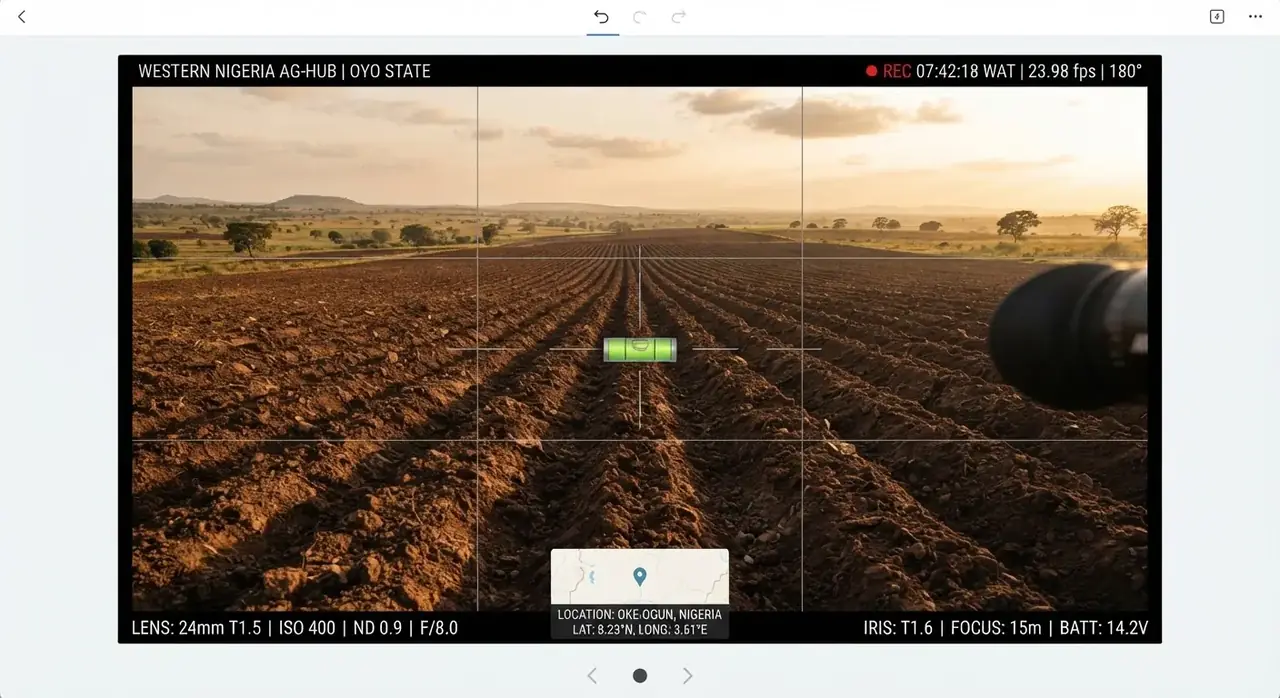 WESTERN NIGERIA AG-HUB | OYO STATE
REC 07:42:18 WAT | 23.98 fps | 180°
LOCATION: OKE-OGUN, NIGERIA
LAT: 8.23°N, LONG: 3.61°E
LENS: 24mm T1.5 | ISO 400 | ND 0.9 | F/8.0
IRIS: T1.6 | FOCUS: 15m | BATT: 14.2V